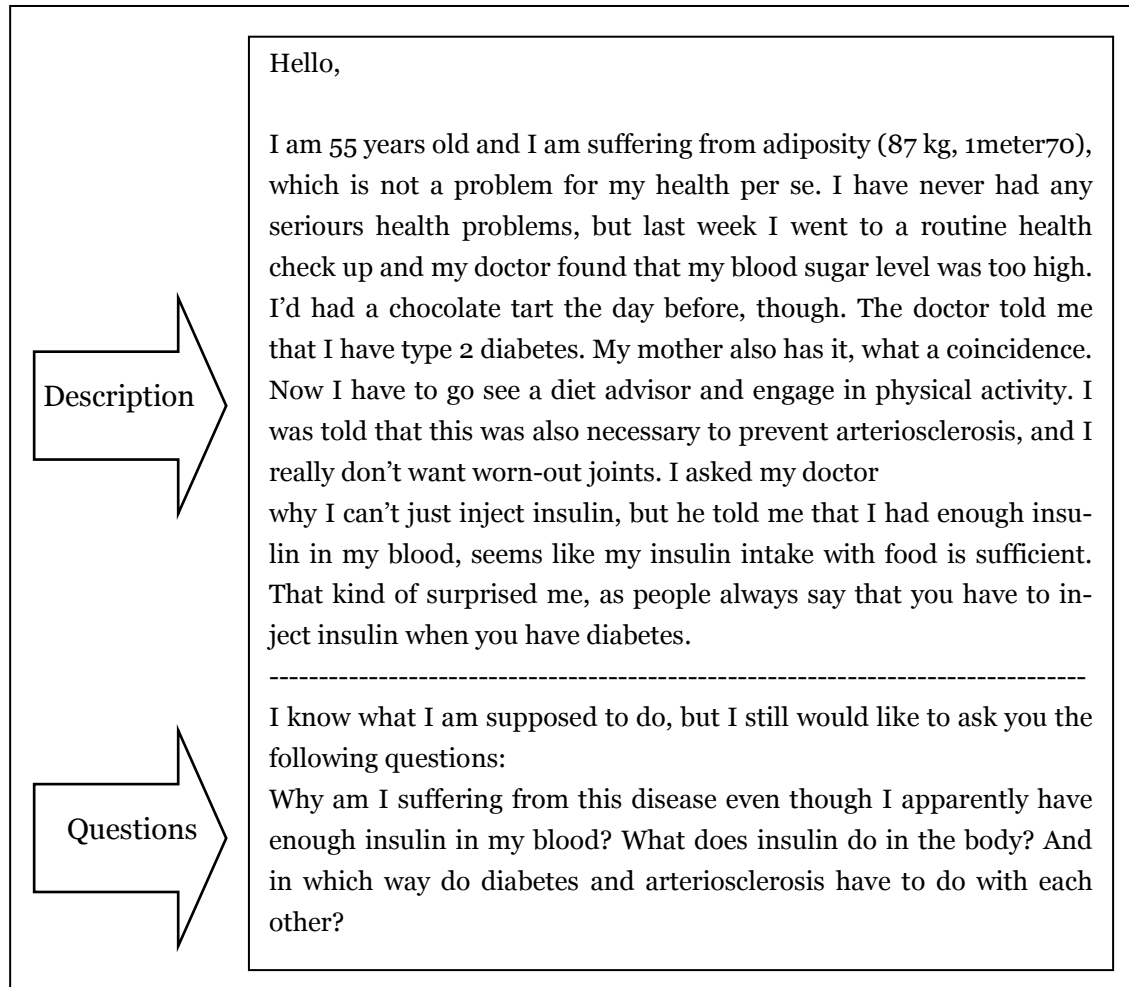 Hello,
I am 55 years old and I am suffering from adiposity (87 kg, 1meter70),
which is not a problem for my health per se. I have never had any
seriours health problems, but last week I went to a routine health
check up and my doctor found that my blood sugar level was too high.
I'd had a chocolate tart the day before, though. The doctor told me
that I have type 2 diabetes. My mother also has it, what a coincidence.
Now I have to go see a diet advisor and engage in physical activity. I
was told that this was also necessary to prevent arteriosclerosis, and I
really don't want worn-out joints. I asked my doctor
why I can't just inject insulin, but he told me that I had enough insu-
lin in my blood, seems like my insulin intake with food is sufficient.
That kind of surprised me, as people always say that you have to in-
ject insulin when you have diabetes.
Description
--------------------------------------------------------------------------------
I know what I am supposed to do, but I still would like to ask you the
following questions:
Why am I suffering from this disease even though I apparently have
enough insulin in my blood? What does insulin do in the body? And
in which way do diabetes and arteriosclerosis have to do with each
other?
Questions